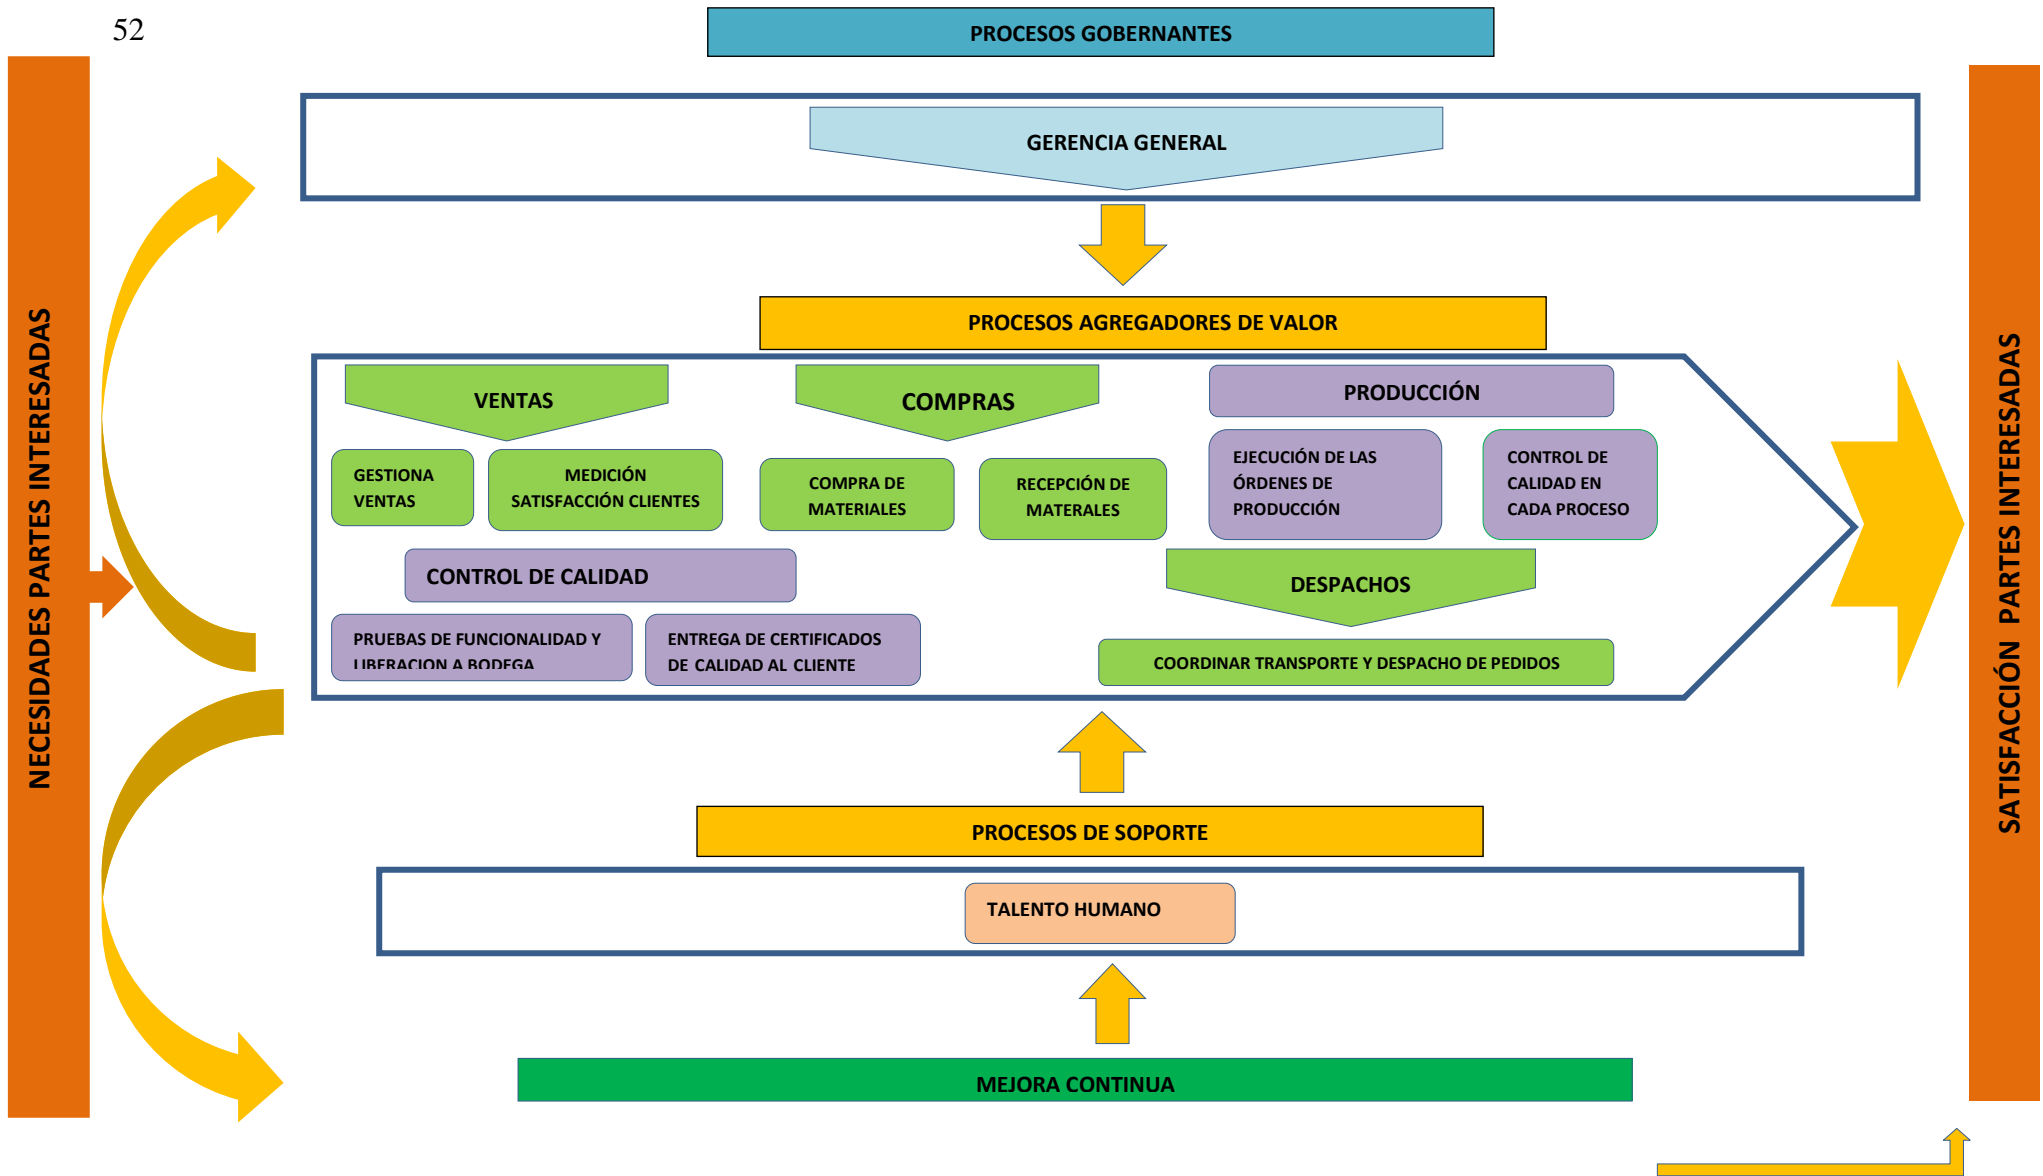 52
PROCESOS GOBERNANTES
GERENCIA GENERAL
PROCESOS AGREGADORES DE VALOR
VENTAS
COMPRAS
PRODUCCIÓN
GESTIONA
VENTAS
MEDICIÓN
SATISFACCIÓN CLIENTES
COMPRA DE
MATERIALES
RECEPCIÓN DE
MATERALES
EJECUCIÓN DE LAS
ÓRDENES DE
PRODUCCIÓN
CONTROL DE
CALIDAD EN
CADA PROCESO
CONTROL DE CALIDAD
DESPACHOS
PRUEBAS DE FUNCIONALIDAD Y
LIBERACION A BODEGA
ENTREGA DE CERTIFICADOS
DE CALIDAD AL CLIENTE
COORDINAR TRANSPORTE Y DESPACHO DE PEDIDOS
PROCESOS DE SOPORTE
TALENTO HUMANO
MEJORA CONTINUA
NECESIDADES PARTES INTERESADAS
SATISFACCIÓN PARTES INTERESADAS